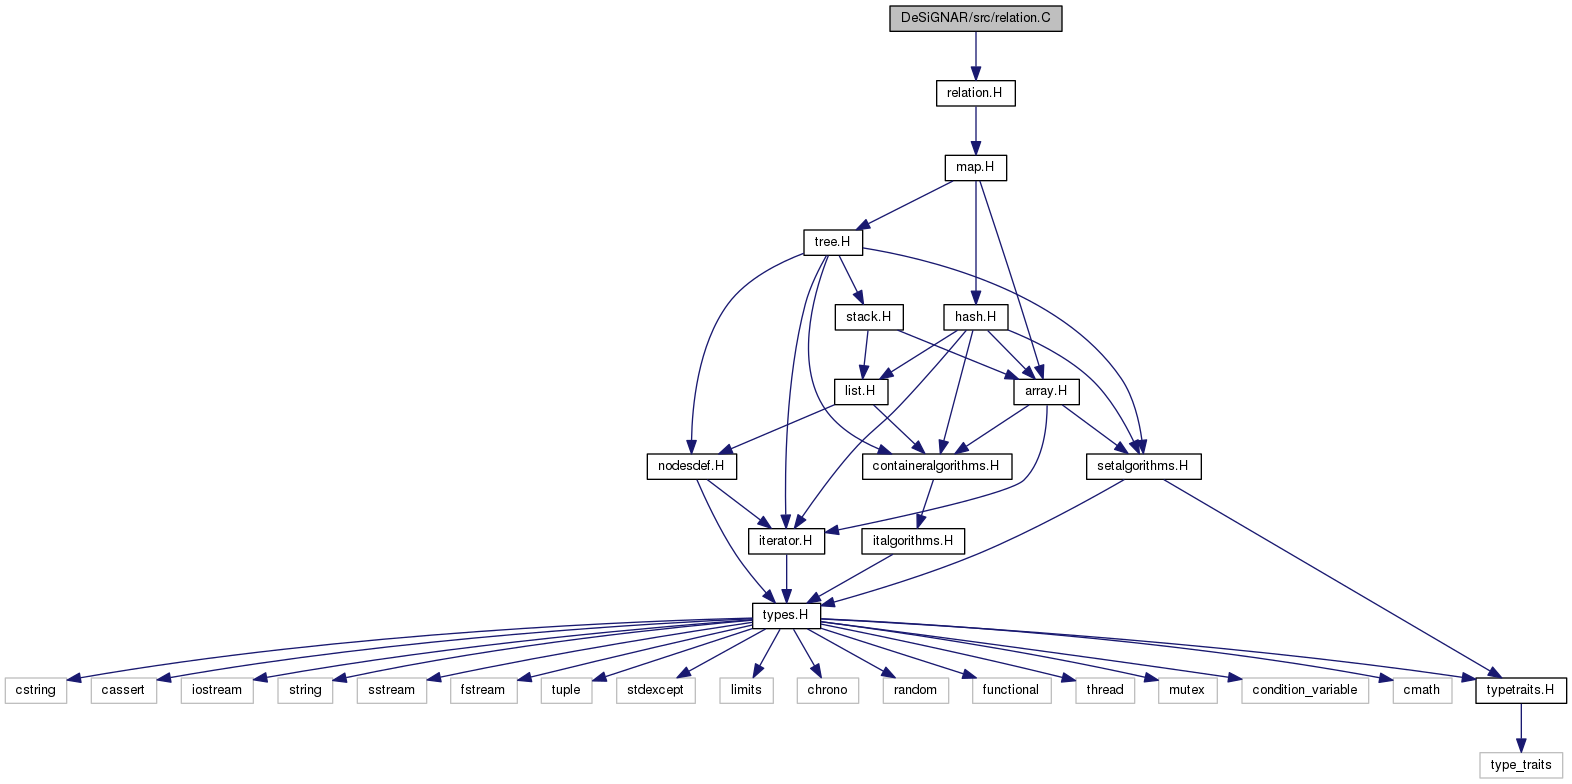 DeSiGNAR/src/relation.C
relation.H
map.H
tree.H
stack.H
hash.H
list.H
array.H
nodesdef.H
containeralgorithms.H
setalgorithms.H
iterator.H
italgorithms.H
types.H
cstring
cassert
iostream
string
sstream
fstream
tuple
stdexcept
limits
chrono
random
functional
thread
mutex
condition_variable
cmath
typetraits.H
type_traits